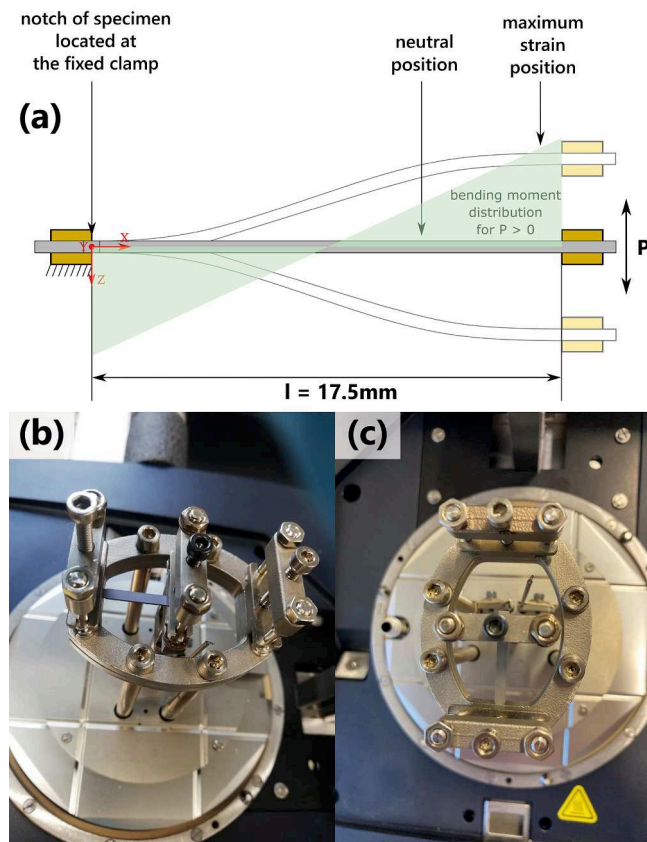 notch of specimen
located at
the fixed clamp
neutral
position
maximum
strain
position
(a)
bending moment
distribution
for P > 0
Y
X
Z
P
l = 17.5mm
(b)
(c)